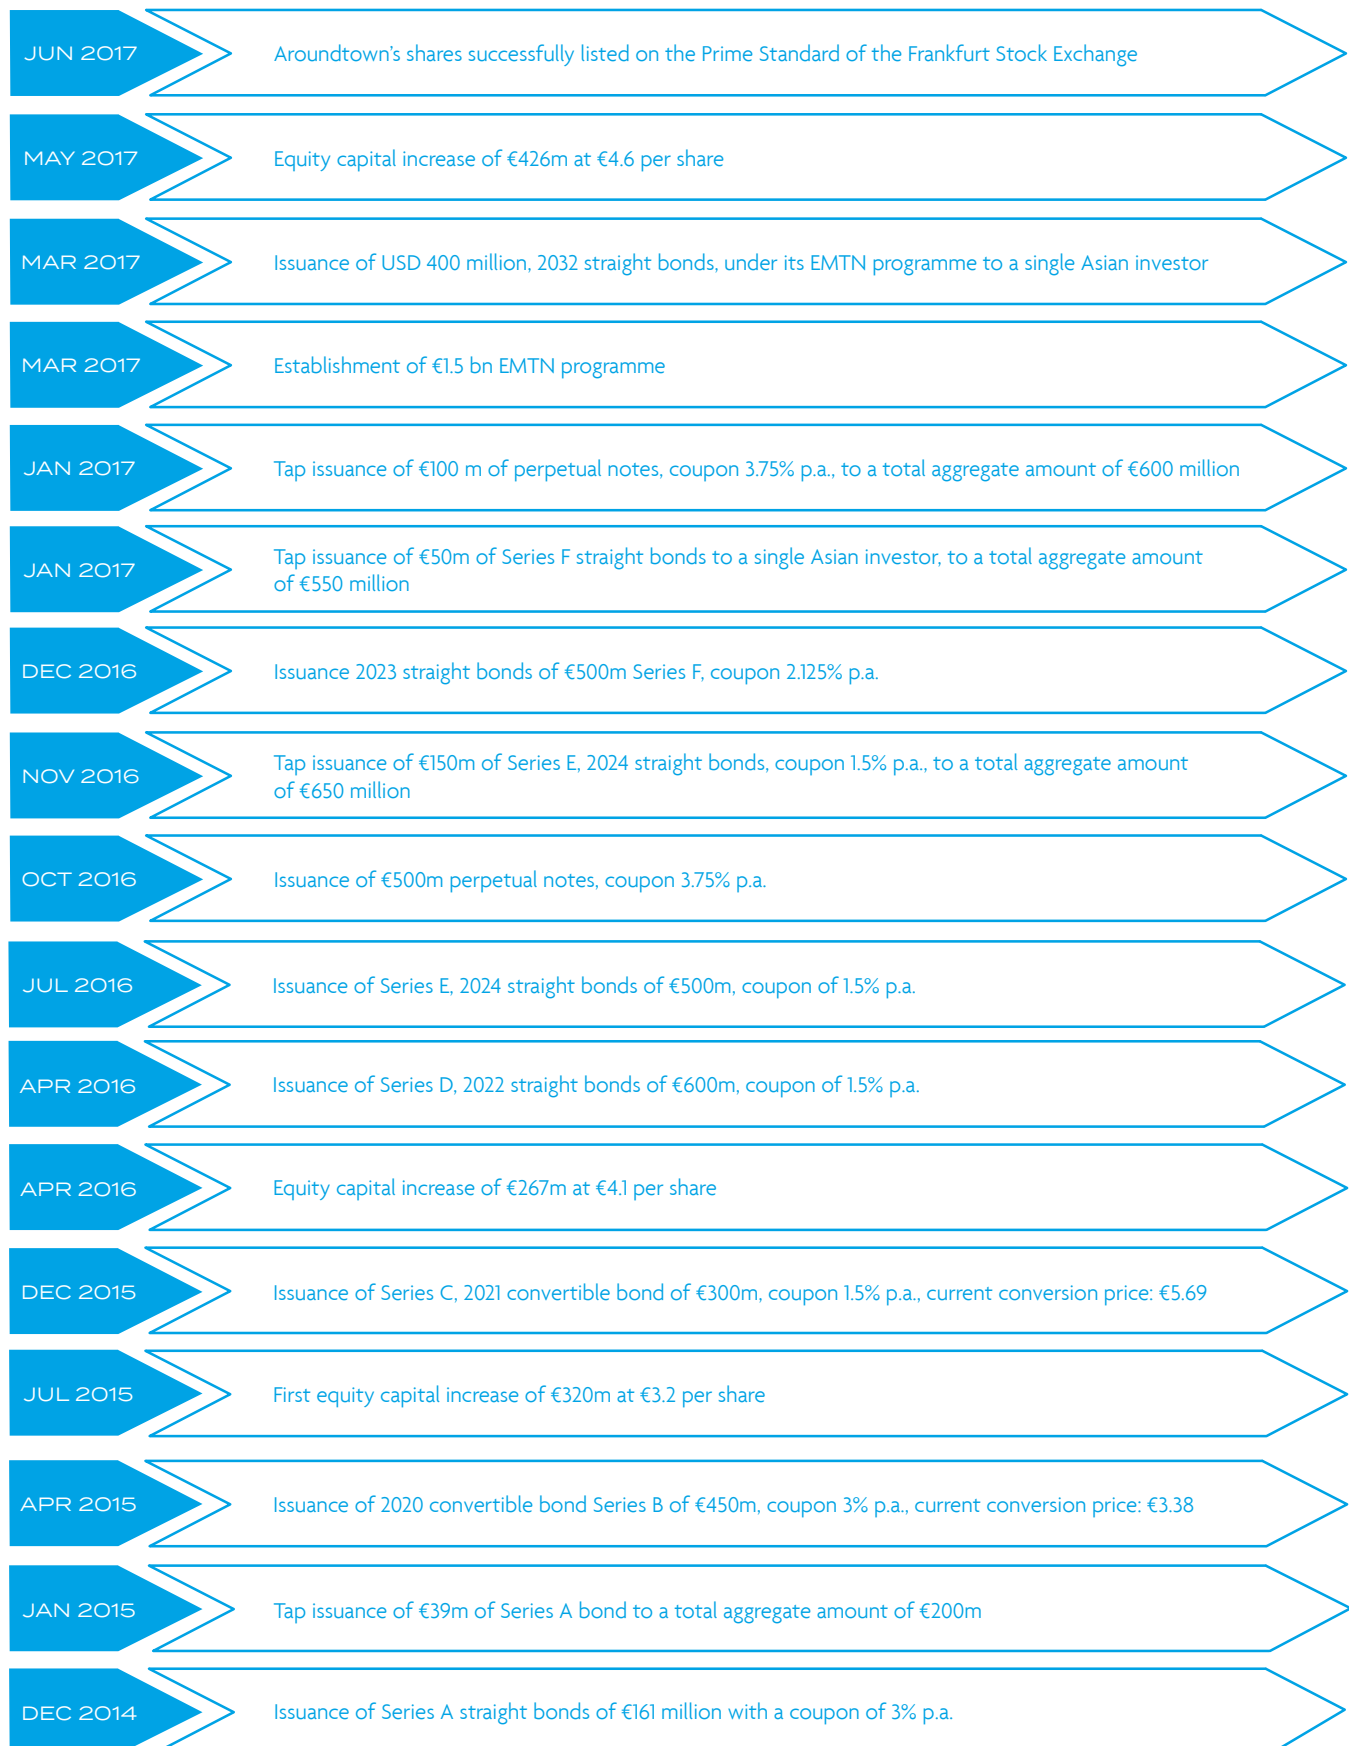 JUN 2017
Aroundtown's shares successfully listed on the Prime Standard of the Frankfurt Stock Exchange
MAY 2017
Equity capital increase of €426m at €4.6 per share
MAR 2017
Issuance of USD 400 million, 2032 straight bonds, under its EMTN programme to a single Asian investor
MAR 2017
Establishment of €1.5 bn EMTN programme
JAN 2017
Tap issuance of €100 m of perpetual notes, coupon 3.75% p.a., to a total aggregate amount of €600 million
JAN 2017
Tap issuance of €50m of Series F straight bonds to a single Asian investor, to a total aggregate amount
of €550 million
DEC 2016
Issuance 2023 straight bonds of €500m Series F, coupon 2.125% p.a.
NOV 2016
Tap issuance of €150m of Series E, 2024 straight bonds, coupon 1.5% p.a., to a total aggregate amount
of €650 million
OCT 2016
Issuance of €500m perpetual notes, coupon 3.75% p.a.
JUL 2016
Issuance of Series E, 2024 straight bonds of €500m, coupon of 1.5% p.a.
APR 2016
Issuance of Series D, 2022 straight bonds of €600m, coupon of 1.5% p.a.
APR 2016
Equity capital increase of €267m at €4.1 per share
DEC 2015
Issuance of Series C, 2021 convertible bond of €300m, coupon 1.5% p.a., current conversion price: €5.69
JUL 2015
First equity capital increase of €320m at €3.2 per share
APR 2015
Issuance of 2020 convertible bond Series B of €450m, coupon 3% p.a., current conversion price: €3.38
JAN 2015
Tap issuance of €39m of Series A bond to a total aggregate amount of €200m
DEC 2014
Issuance of Series A straight bonds of €161 million with a coupon of 3% p.a.